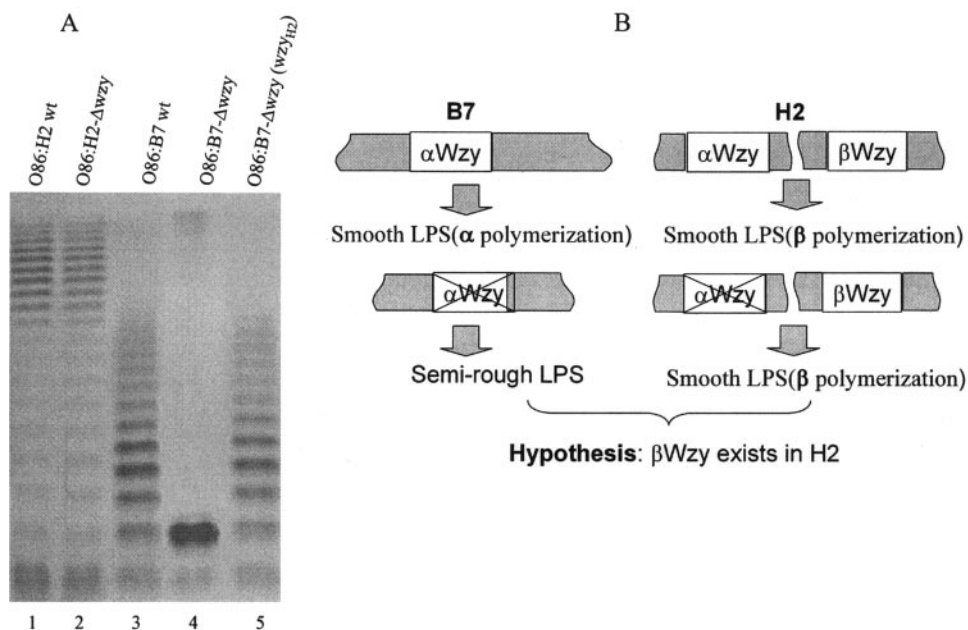 A
O86:H2 wt
O86:H2-Δwzy
O86:B7 wt
O86:B7-Δwzy
O86:B7-Δwzy (wzyH2)
1 2 3 4 5
B
B7
αWzy
Smooth LPS(α polymerization)
αWzy
Semi-rough LPS
H2
αWzy βWzy
Smooth LPS(β polymerization)
αWzy βWzy
Smooth LPS(β polymerization)
Hypothesis: βWzy exists in H2